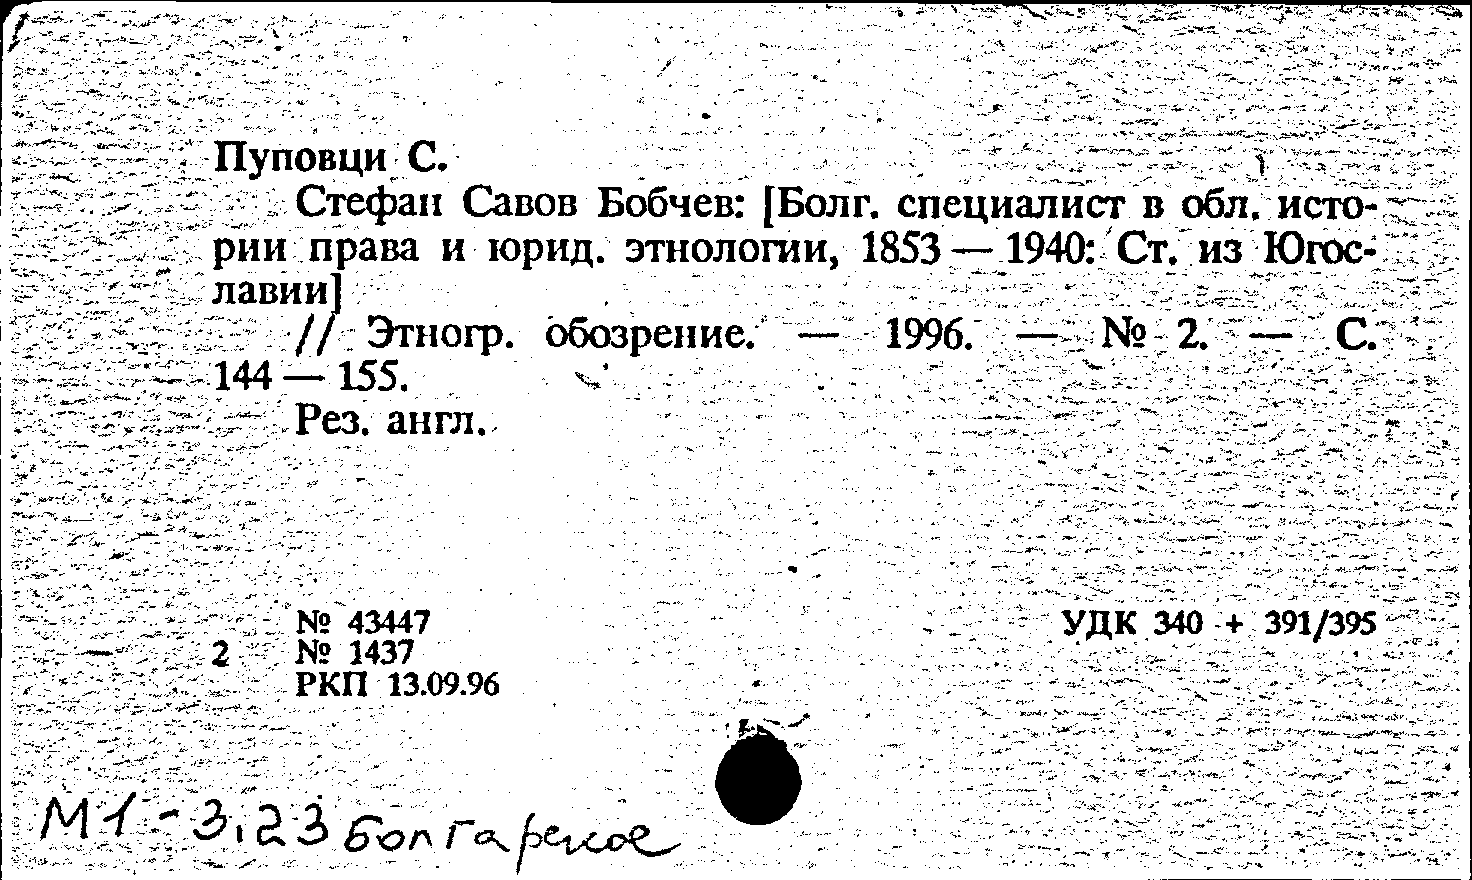 Пуповци С.
Стефан Савов Бобчев: [Болг. специалист в обл. исто-
рии права и юрид. этнологии, 1853 — 1940: Ст. из Югос-
лавии]
// Этногр. обозрение. — 1996. — № 2. — С.
144 — 155.
Рез. англ.
№ 43447
2 № 1437
РКП 13.09.96
УДК 340 + 391/395
М1-3.23 Болгарское